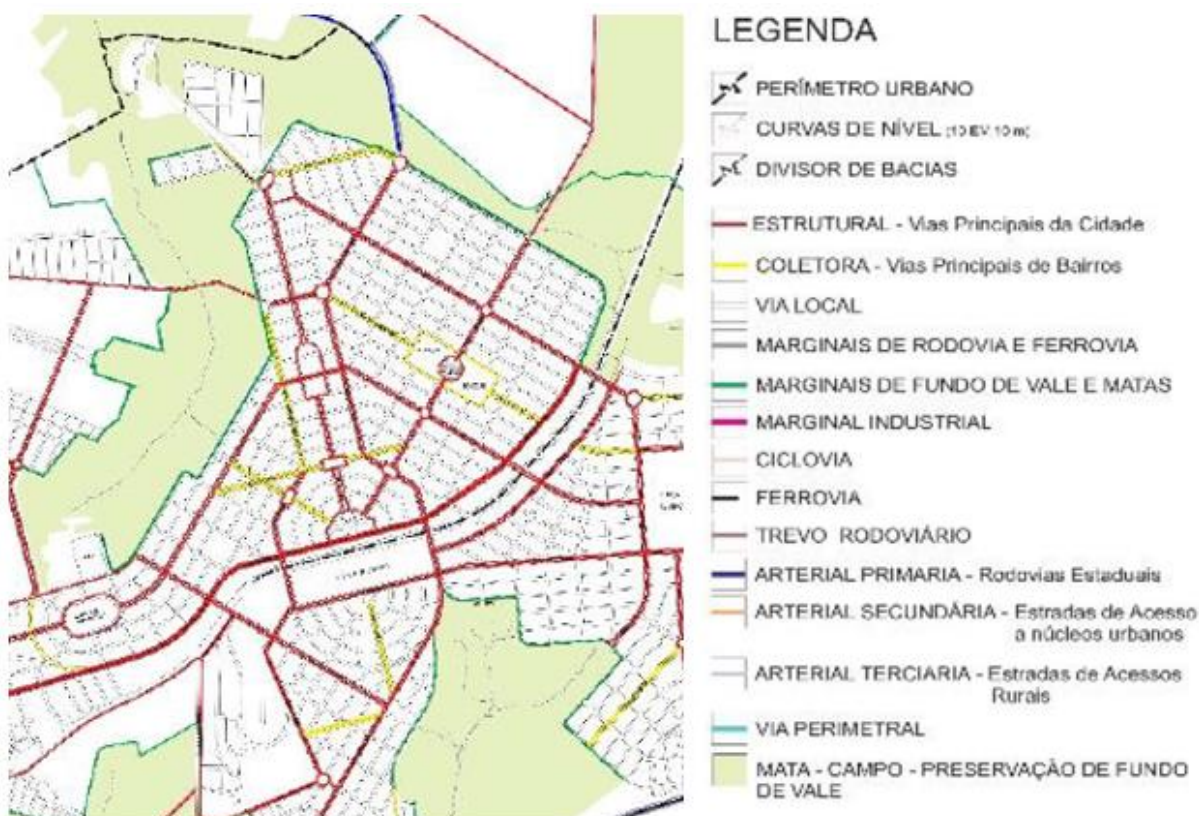 LEGENDA
PERÍMETRO URBANO
CURVAS DE NÍVEL (10 EV 10 m)
DIVISOR DE BACIAS
ESTRUTURAL - Vias Principais da Cidade
COLETORA - Vias Principais de Bairros
VIA LOCAL
MARGINAIS DE RODOVIA E FERROVIA
MARGINAIS DE FUNDO DE VALE E MATAS
MARGINAL INDUSTRIAL
CICLOVIA
FERROVIA
TREVO RODOVIÁRIO
ARTERIAL PRIMARIA - Rodovias Estaduais
ARTERIAL SECUNDÁRIA - Estradas de Acesso
a núcleos urbanos
ARTERIAL TERCIARIA - Estradas de Acessos
Rurais
VIA PERIMETRAL
MATA - CAMPO - PRESERVAÇÃO DE FUNDO
DE VALE